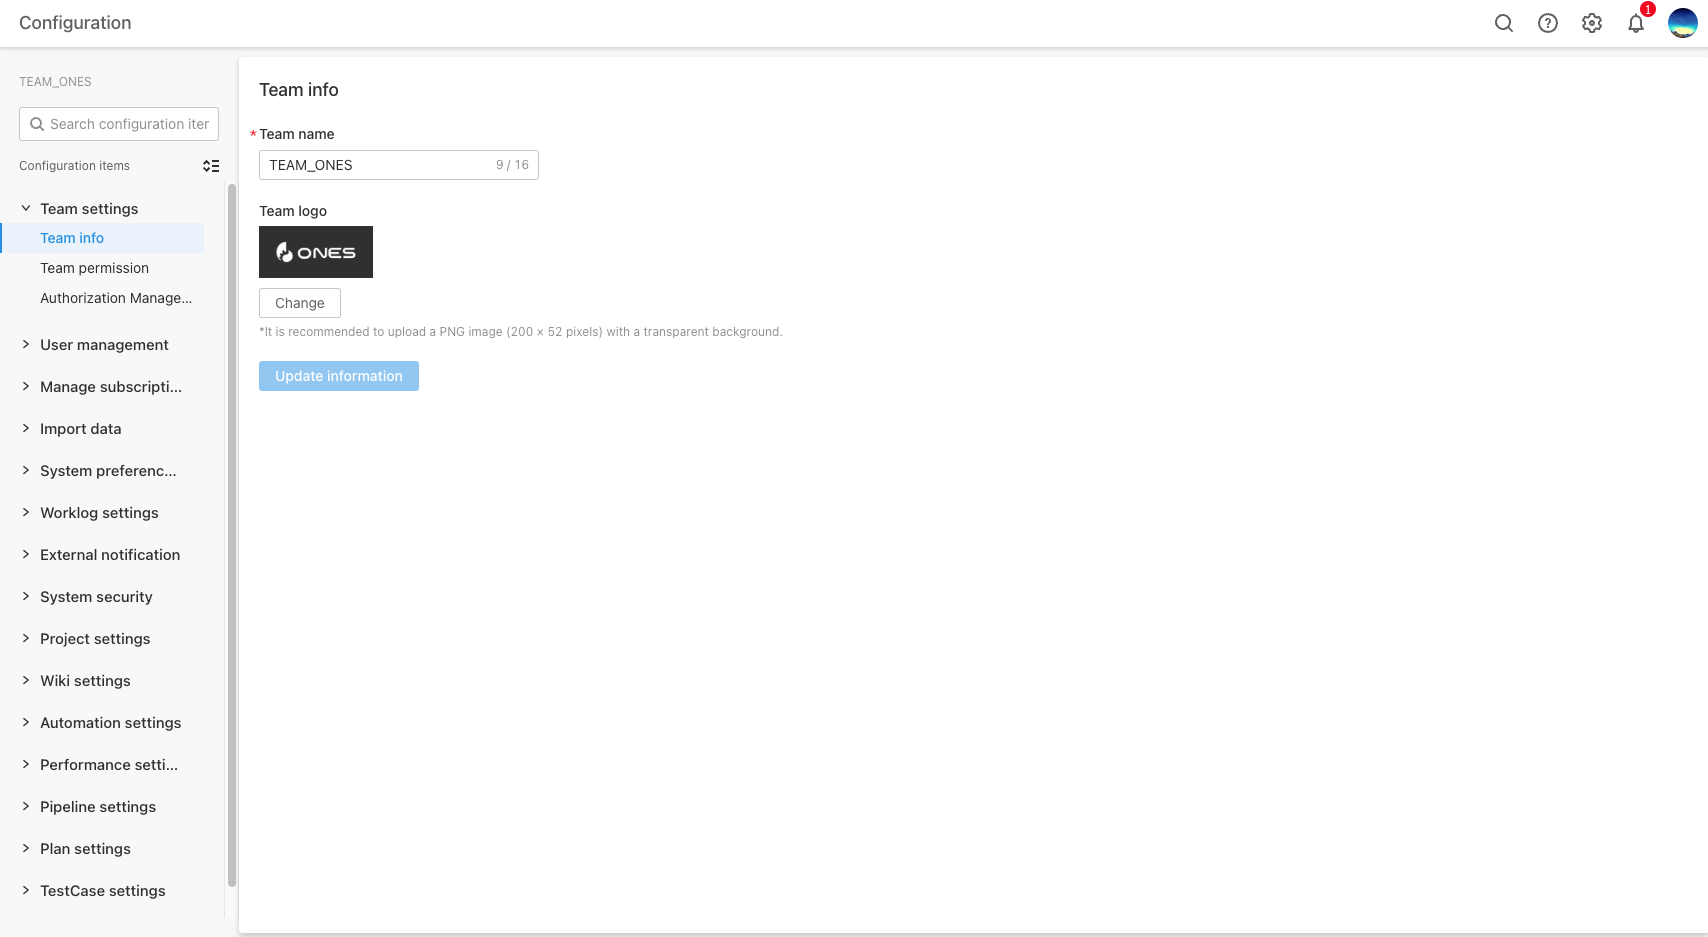 Configuration
1
TEAM_ONES
Search configuration iter
Configuration items
Team settings
Team info
Team permission
Authorization Manage...
User management
Manage subscripti...
Import data
System preferenc...
Worklog settings
External notification
System security
Project settings
Wiki settings
Automation settings
Performance setti...
Pipeline settings
Plan settings
TestCase settings
Team info
* Team name
TEAM_ONES 9 / 16
Team logo
ONES
Change
*It is recommended to upload a PNG image (200 × 52 pixels) with a transparent background.
Update information